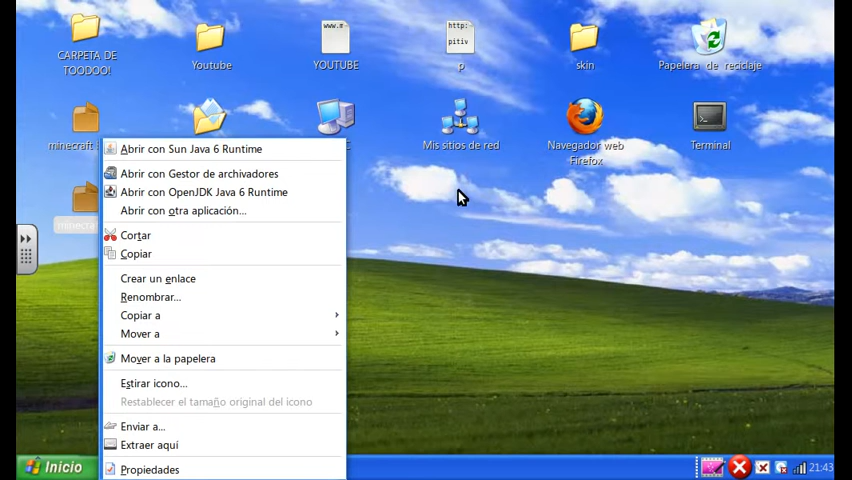 www.
http:
pitiv
CARPETA DE
TOODOO!
Youtube
YOUTUBE
p
skin
Papelera de reciclaje
minecraft
Mis sitios de red
Navegador web
Firefox
Terminal
Abrir con Sun Java 6 Runtime
Abrir con Gestor de archivadores
Abrir con OpenJDK Java 6 Runtime
Abrir con otra aplicación...
Cortar
Copiar
Crear un enlace
Renombrar...
Copiar a
Mover a
Mover a la papelera
Estirar icono...
Restablecer el tamaño original del icono
Enviar a...
Extraer aquí
Propiedades
Inicio
21:43